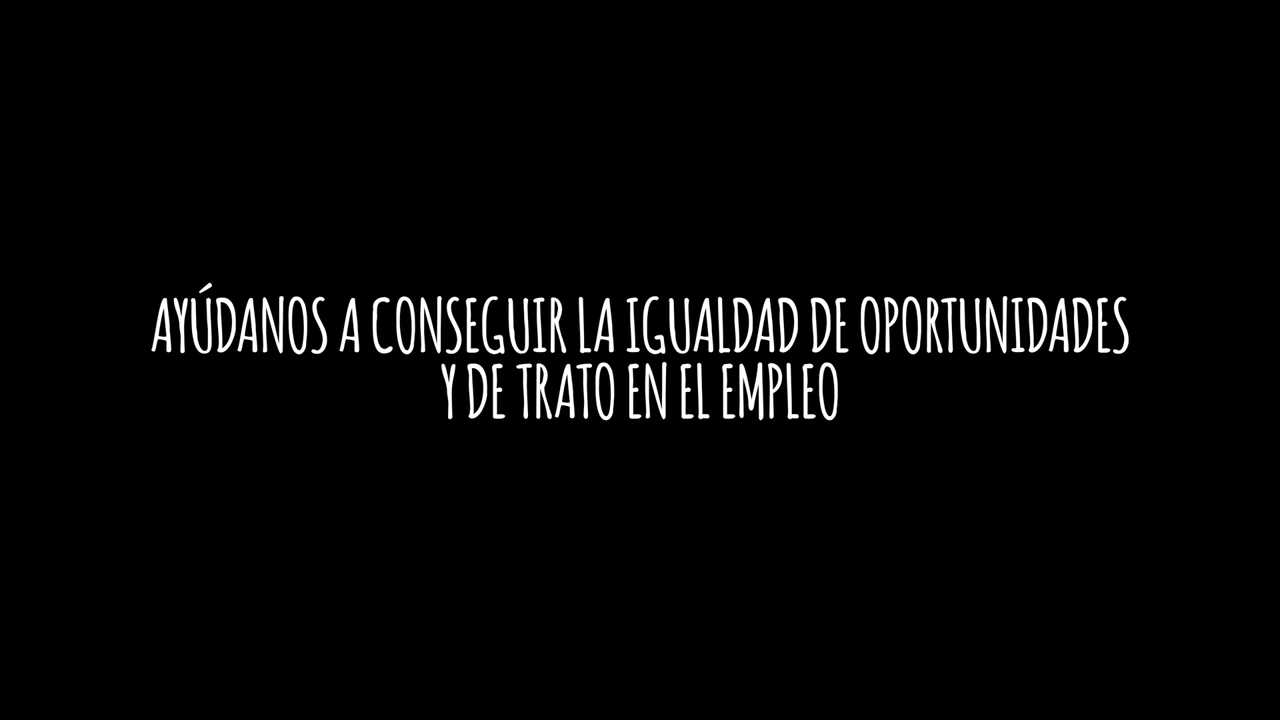 AYÚDANOS A CONSEGUIR LA IGUALDAD DE OPORTUNIDADES
Y DE TRATO EN EL EMPLEO